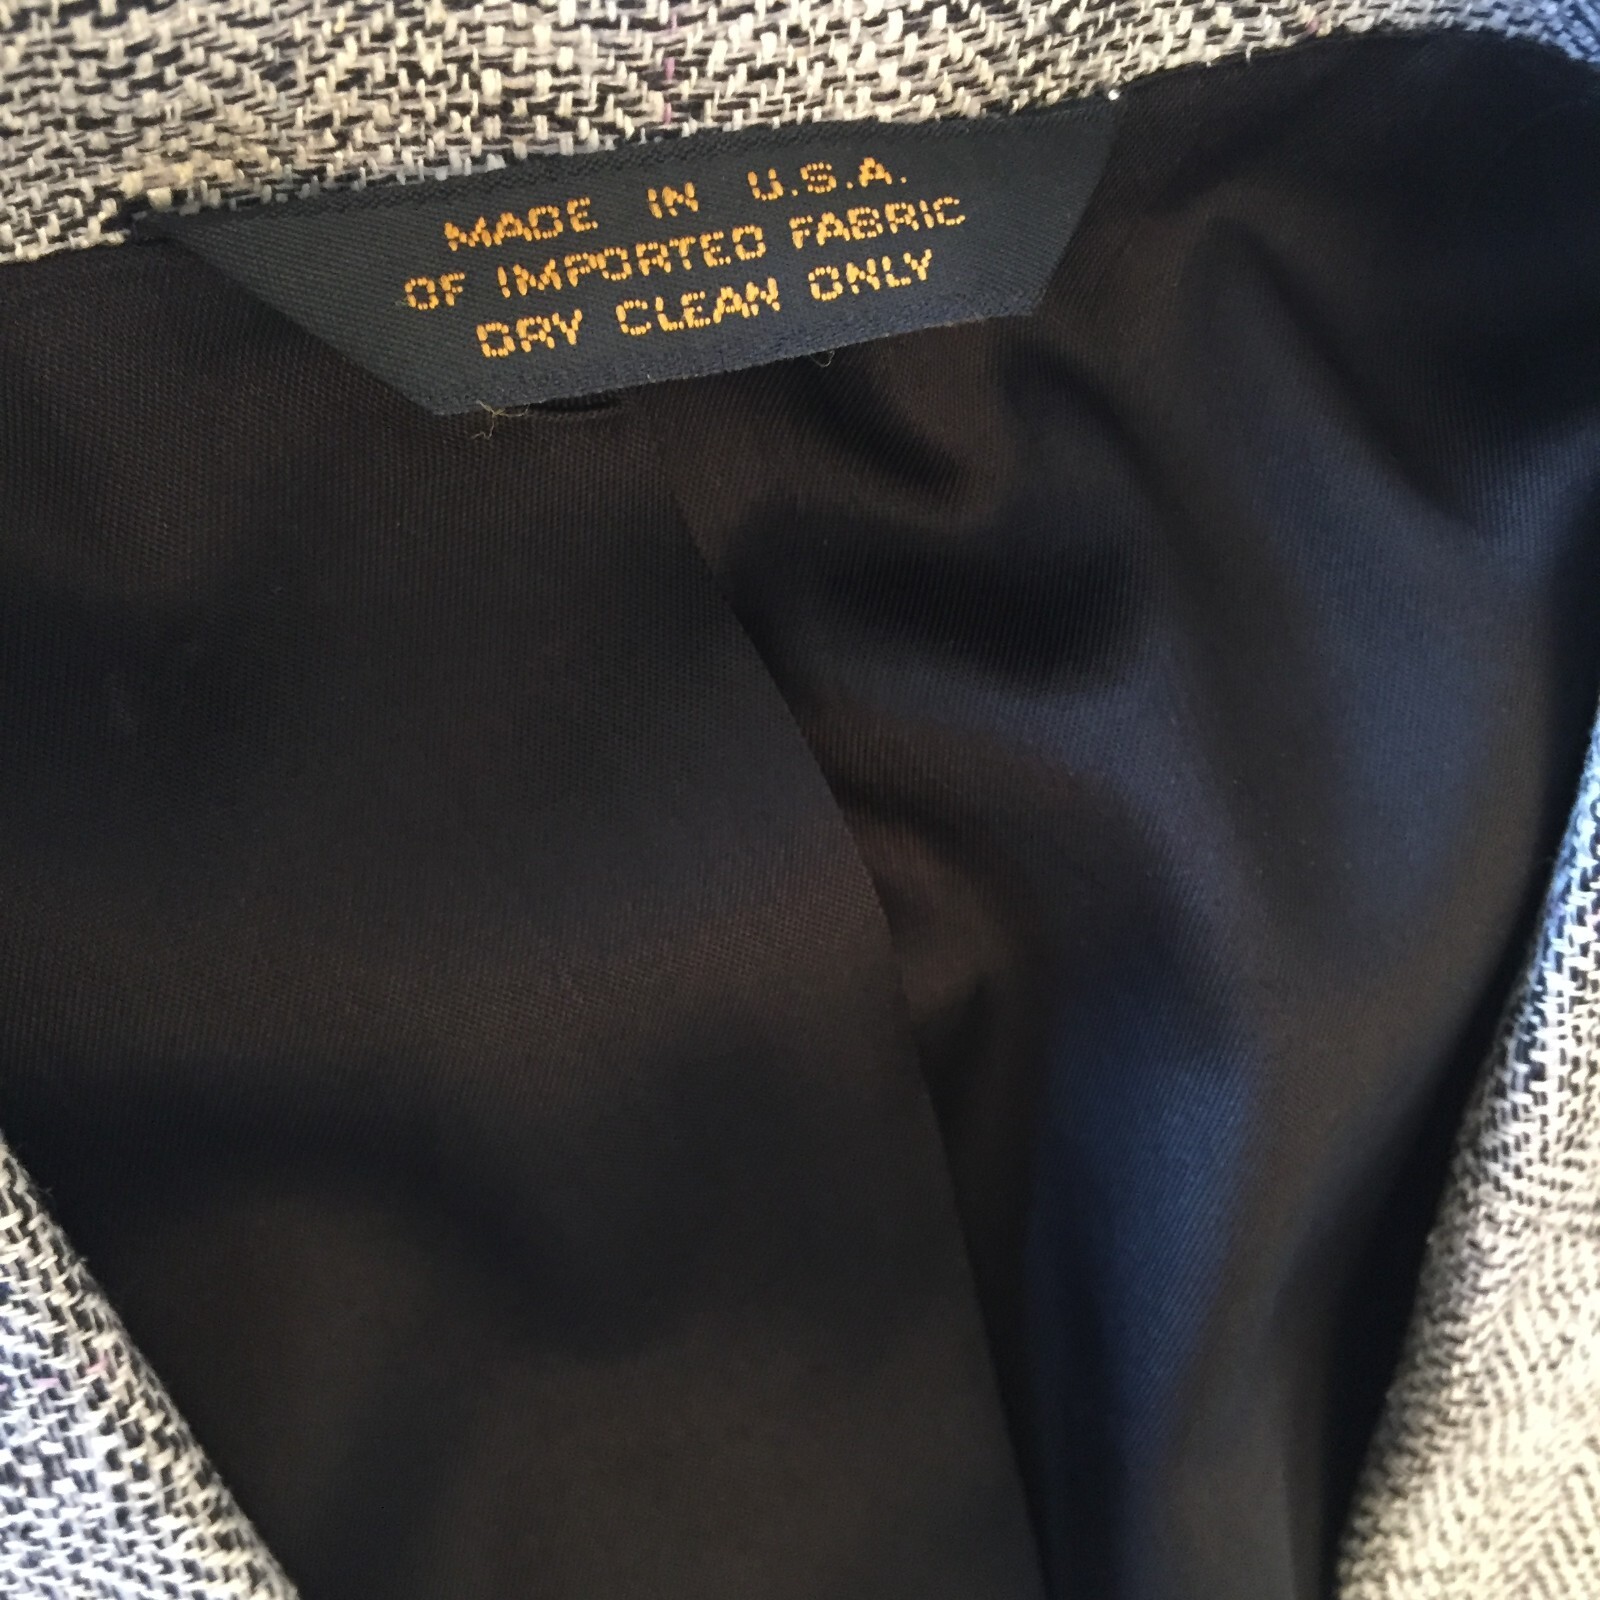 MADE IN U.S.A.
OF IMPORTED FABRIC
DRY CLEAN ONLY